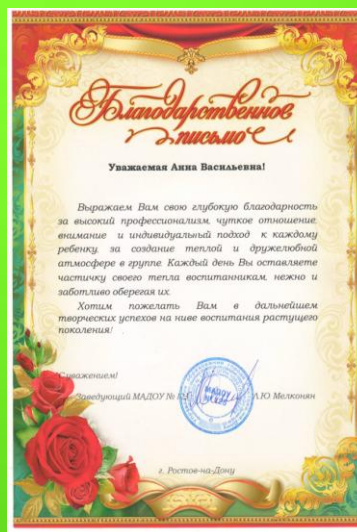 Благодарственное
письмо
Уважаемая Анна Васильевна!
Выражаем Вам свою глубокую благодарность
за высокий профессионализм, чуткое отношение,
внимание и индивидуальный подход к каждому
ребенку, за создание теплой и дружелюбной
атмосфере в группе. Каждый день Вы оставляете
частичку своего тепла воспитанникам, нежно и
заботливо оберегая их.
Хотим пожелать Вам в дальнейшем
творческих успехов на ниве воспитания растущего
поколения!
С уважением!
Заведующий МАДОУ № Л.Ю. Мелконян
МАДОУ
г. Ростов-на-Дону